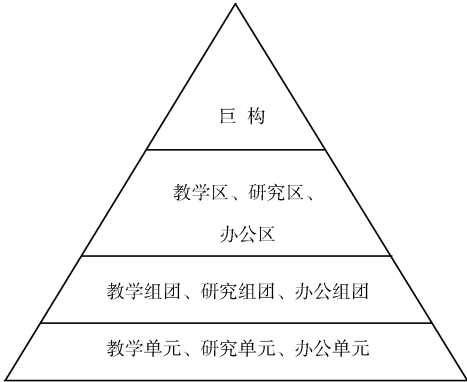 巨 构
教学区、研究区、
办公区
教学组团、研究组团、办公组团
教学单元、研究单元、办公单元